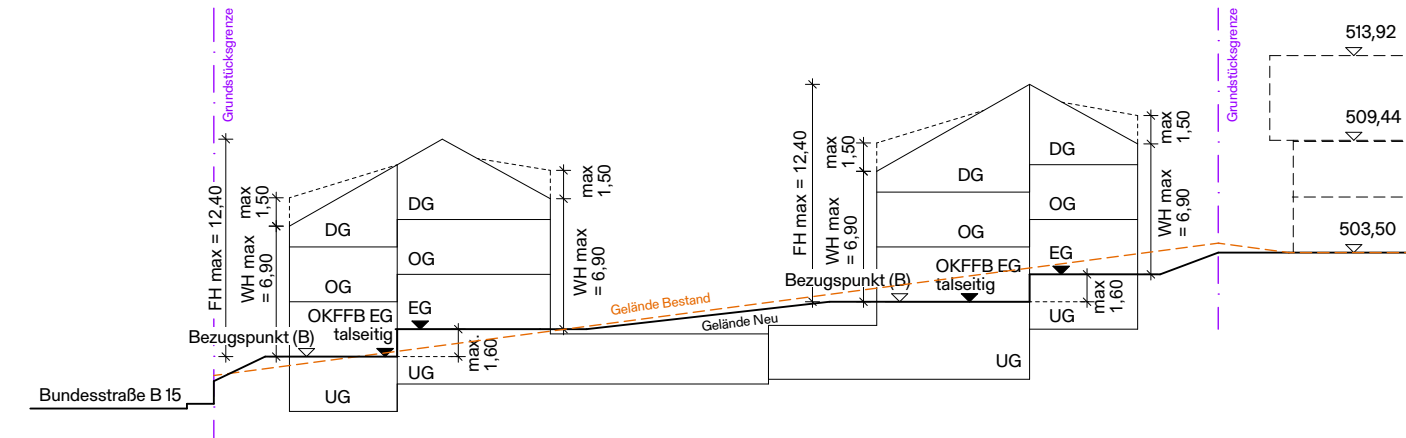 Grundstücksgrenze
FH max = 12,40
max
1,50
WH max
= 6,90
DG
OG
OKFFB EG
talseitig
Bezugspunkt (B)
UG
Bundesstraße B 15
DG
OG
EG
UG
max.
1,60
max
1,50
WH max
= 6,90
Gelände Bestand
Gelände Neu
FH max = 12,40
max
1,50
WH max
= 6,90
Bezugspunkt (B)
DG
OG
OKFFB EG
talseitig
UG
DG
OG
EG
UG
max
1,60
max
1,50
WH max
= 6,90
Grundstücksgrenze
513,92
509,44
503,50